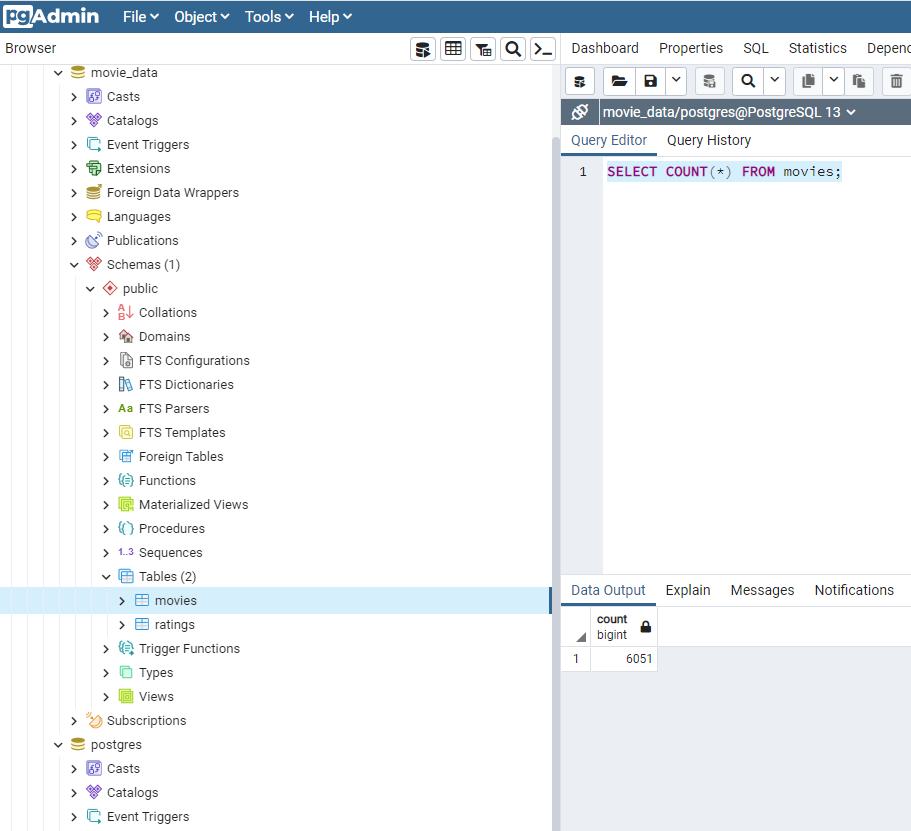 pgAdmin File Object Tools Help
Browser
Dashboard Properties SQL Statistics Depend
movie_data
Casts
Catalogs
Event Triggers
Extensions
Foreign Data Wrappers
Languages
Publications
Schemas (1)
public
Collations
Domains
FTS Configurations
FTS Dictionaries
Aa FTS Parsers
FTS Templates
Foreign Tables
Functions
Materialized Views
Procedures
1..3 Sequences
Tables (2)
movies
ratings
Trigger Functions
Types
Views
Subscriptions
postgres
Casts
Catalogs
Event Triggers
movie_data/postgres@PostgreSQL 13
Query Editor Query History
1 SELECT COUNT(*) FROM movies;
Data Output Explain Messages Notifications
count
bigint
1 6051